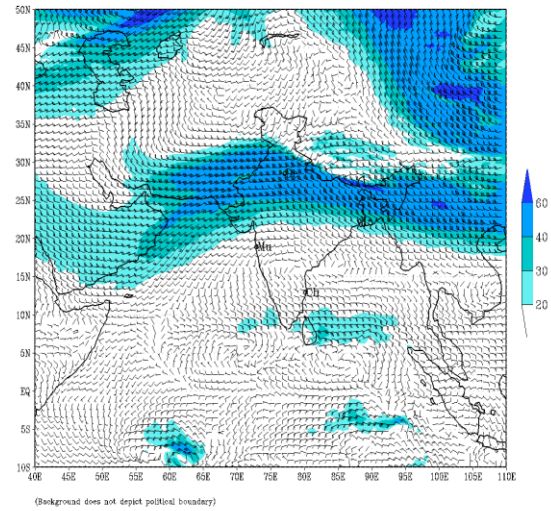 50N
45N
40N
35N
30N
25N
20N
15N
10N
5N
EQ
5S
10S
60
40
30
20
Mu
Ch
40E 45E 50E 55E 60E 65E 70E 75E 80E 85E 90E 95E 100E 105E 110E
(Background does not depict political boundary)